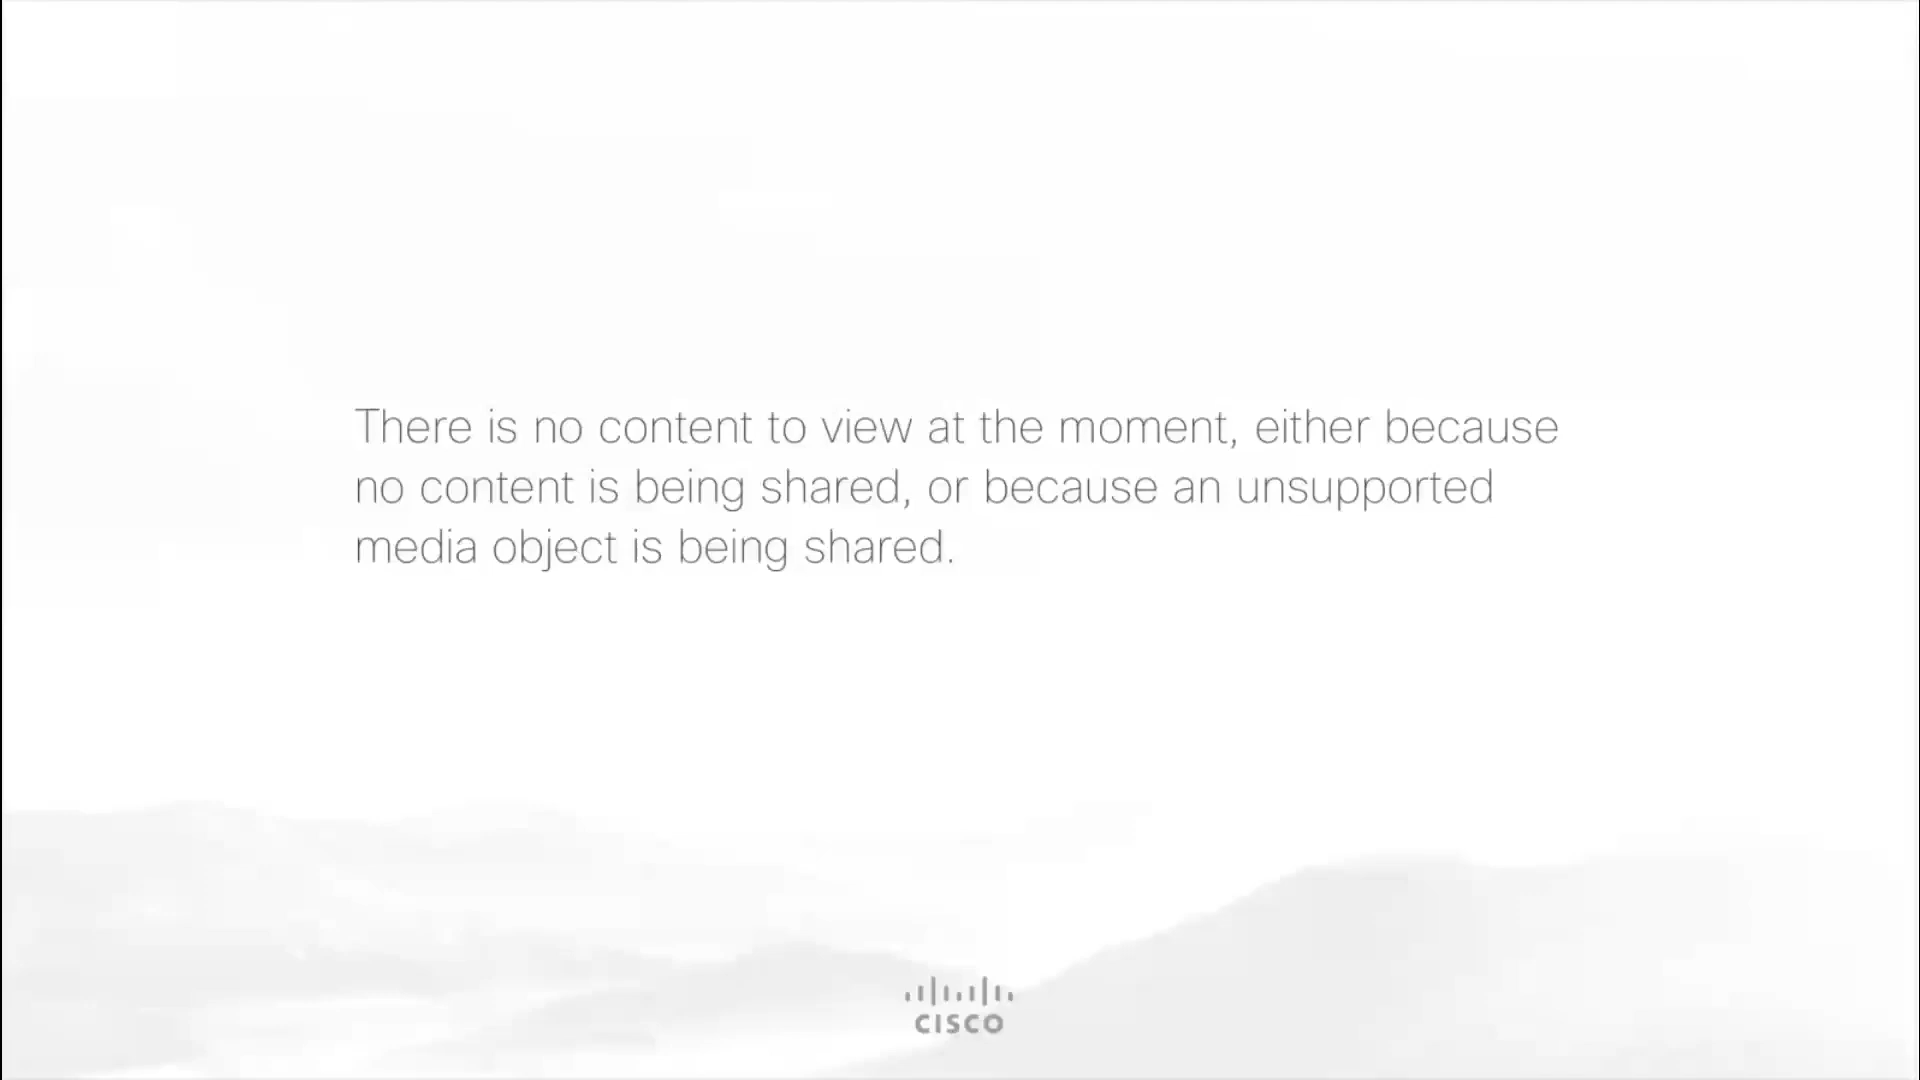 There is no content to view at the moment, either because
no content is being shared, or because an unsupported
media object is being shared.
CISCO